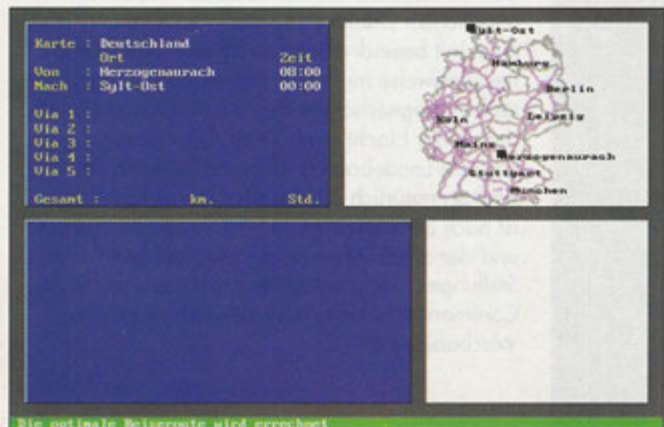 Karte : Deutschland
Ort Zeit
Von : Herzogenaurach 08:00
Nach : Sylt-Ost 00:00
Via 1 :
Via 2 :
Via 3 :
Via 4 :
Via 5 :
Gesamt : km. Std.
Sylt-Ost
Hamburg
Berlin
Leipzig
Köln
Mainz
Herzogenaurach
Stuttgart
München
Die optimale Reiseroute wird errechnet